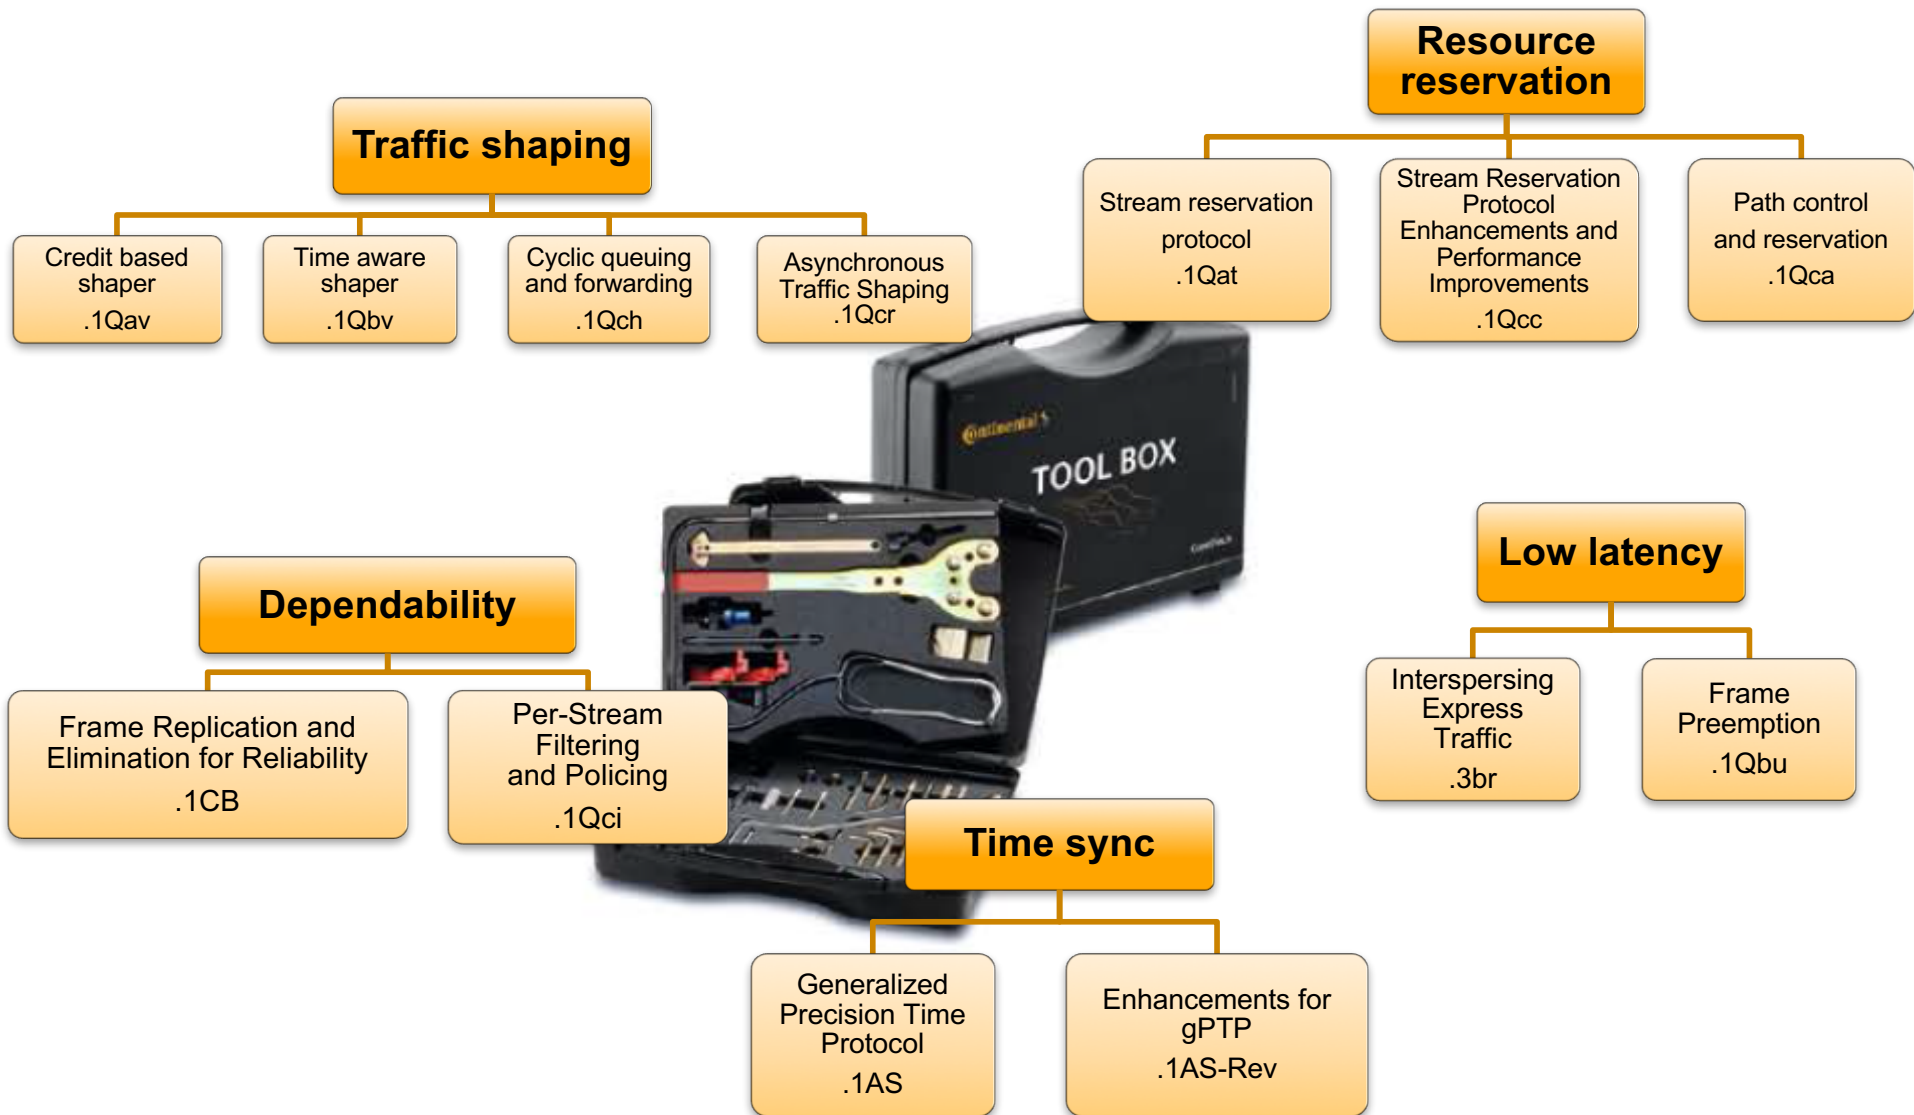 Traffic shaping
Credit based
shaper
.1Qav
Time aware
shaper
.1Qbv
Cyclic queuing
and forwarding
.1Qch
Asynchronous
Traffic Shaping
.1Qcr
Resource
reservation
Stream reservation
protocol
.1Qat
Stream Reservation
Protocol
Enhancements and
Performance
Improvements
.1Qcc
Path control
and reservation
.1Qca
Continental
TOOL BOX
Dependability
Frame Replication and
Elimination for Reliability
.1CB
Per-Stream
Filtering
and Policing
.1Qci
Low latency
Interspersing
Express
Traffic
.3br
Frame
Preemption
.1Qbu
Time sync
Generalized
Precision Time
Protocol
.1AS
Enhancements for
gPTP
.1AS-Rev